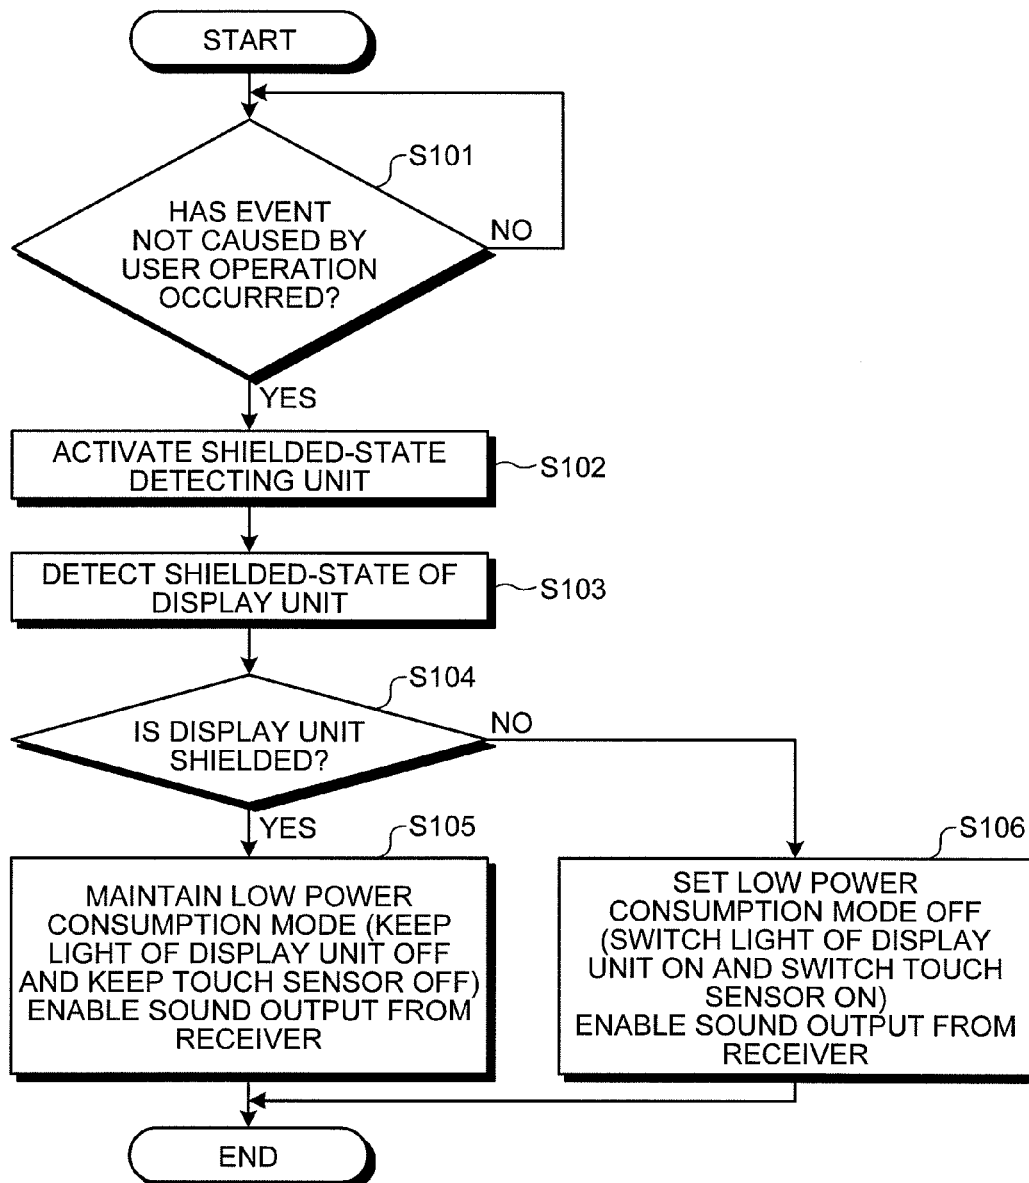 START
S101
HAS EVENT
NOT CAUSED BY
USER OPERATION
OCCURRED?
NO
YES
ACTIVATE SHIELDED-STATE
DETECTING UNIT
S102
DETECT SHIELDED-STATE OF
DISPLAY UNIT
S103
S104
IS DISPLAY UNIT
SHIELDED?
NO
YES
S105
MAINTAIN LOW POWER
CONSUMPTION MODE (KEEP
LIGHT OF DISPLAY UNIT OFF
AND KEEP TOUCH SENSOR OFF)
ENABLE SOUND OUTPUT FROM
RECEIVER
S106
SET LOW POWER
CONSUMPTION MODE OFF
(SWITCH LIGHT OF DISPLAY
UNIT ON AND SWITCH TOUCH
SENSOR ON)
ENABLE SOUND OUTPUT FROM
RECEIVER
END